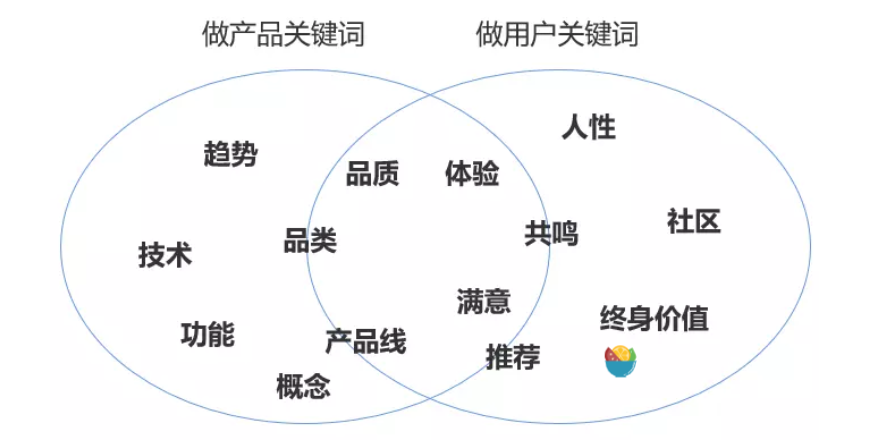 做产品关键词
做用户关键词
人性
趋势
品质
体验
社区
共鸣
品类
技术
满意
终身价值
功能
产品线
推荐
概念